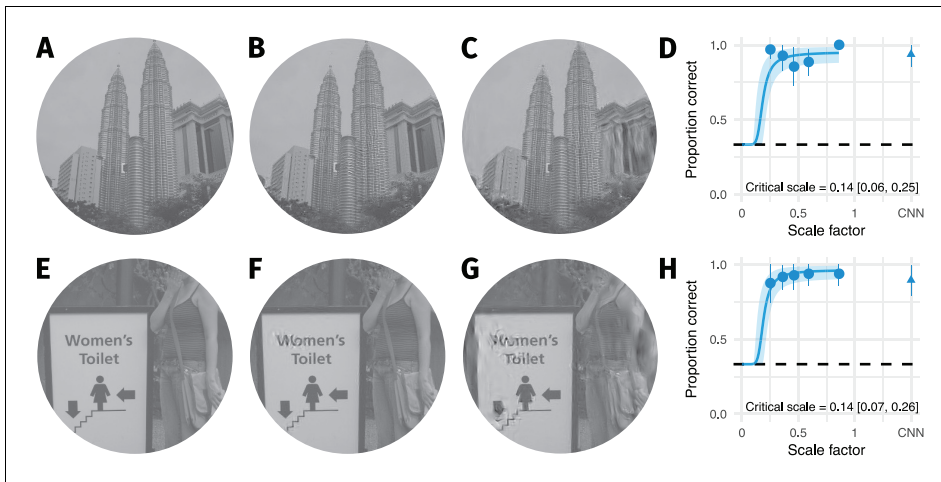 A
B
C
D
1.0
0.5
0.0
Proportion correct
Critical scale = 0.14 [0.06, 0.25]
0
0.5
1
CNN
Scale factor
E
Women's
Toilet
F
Women's
Toilet
G
Women's
Toilet
H
1.0
0.5
0.0
Proportion correct
Critical scale = 0.14 [0.07, 0.26]
0
0.5
1
CNN
Scale factor